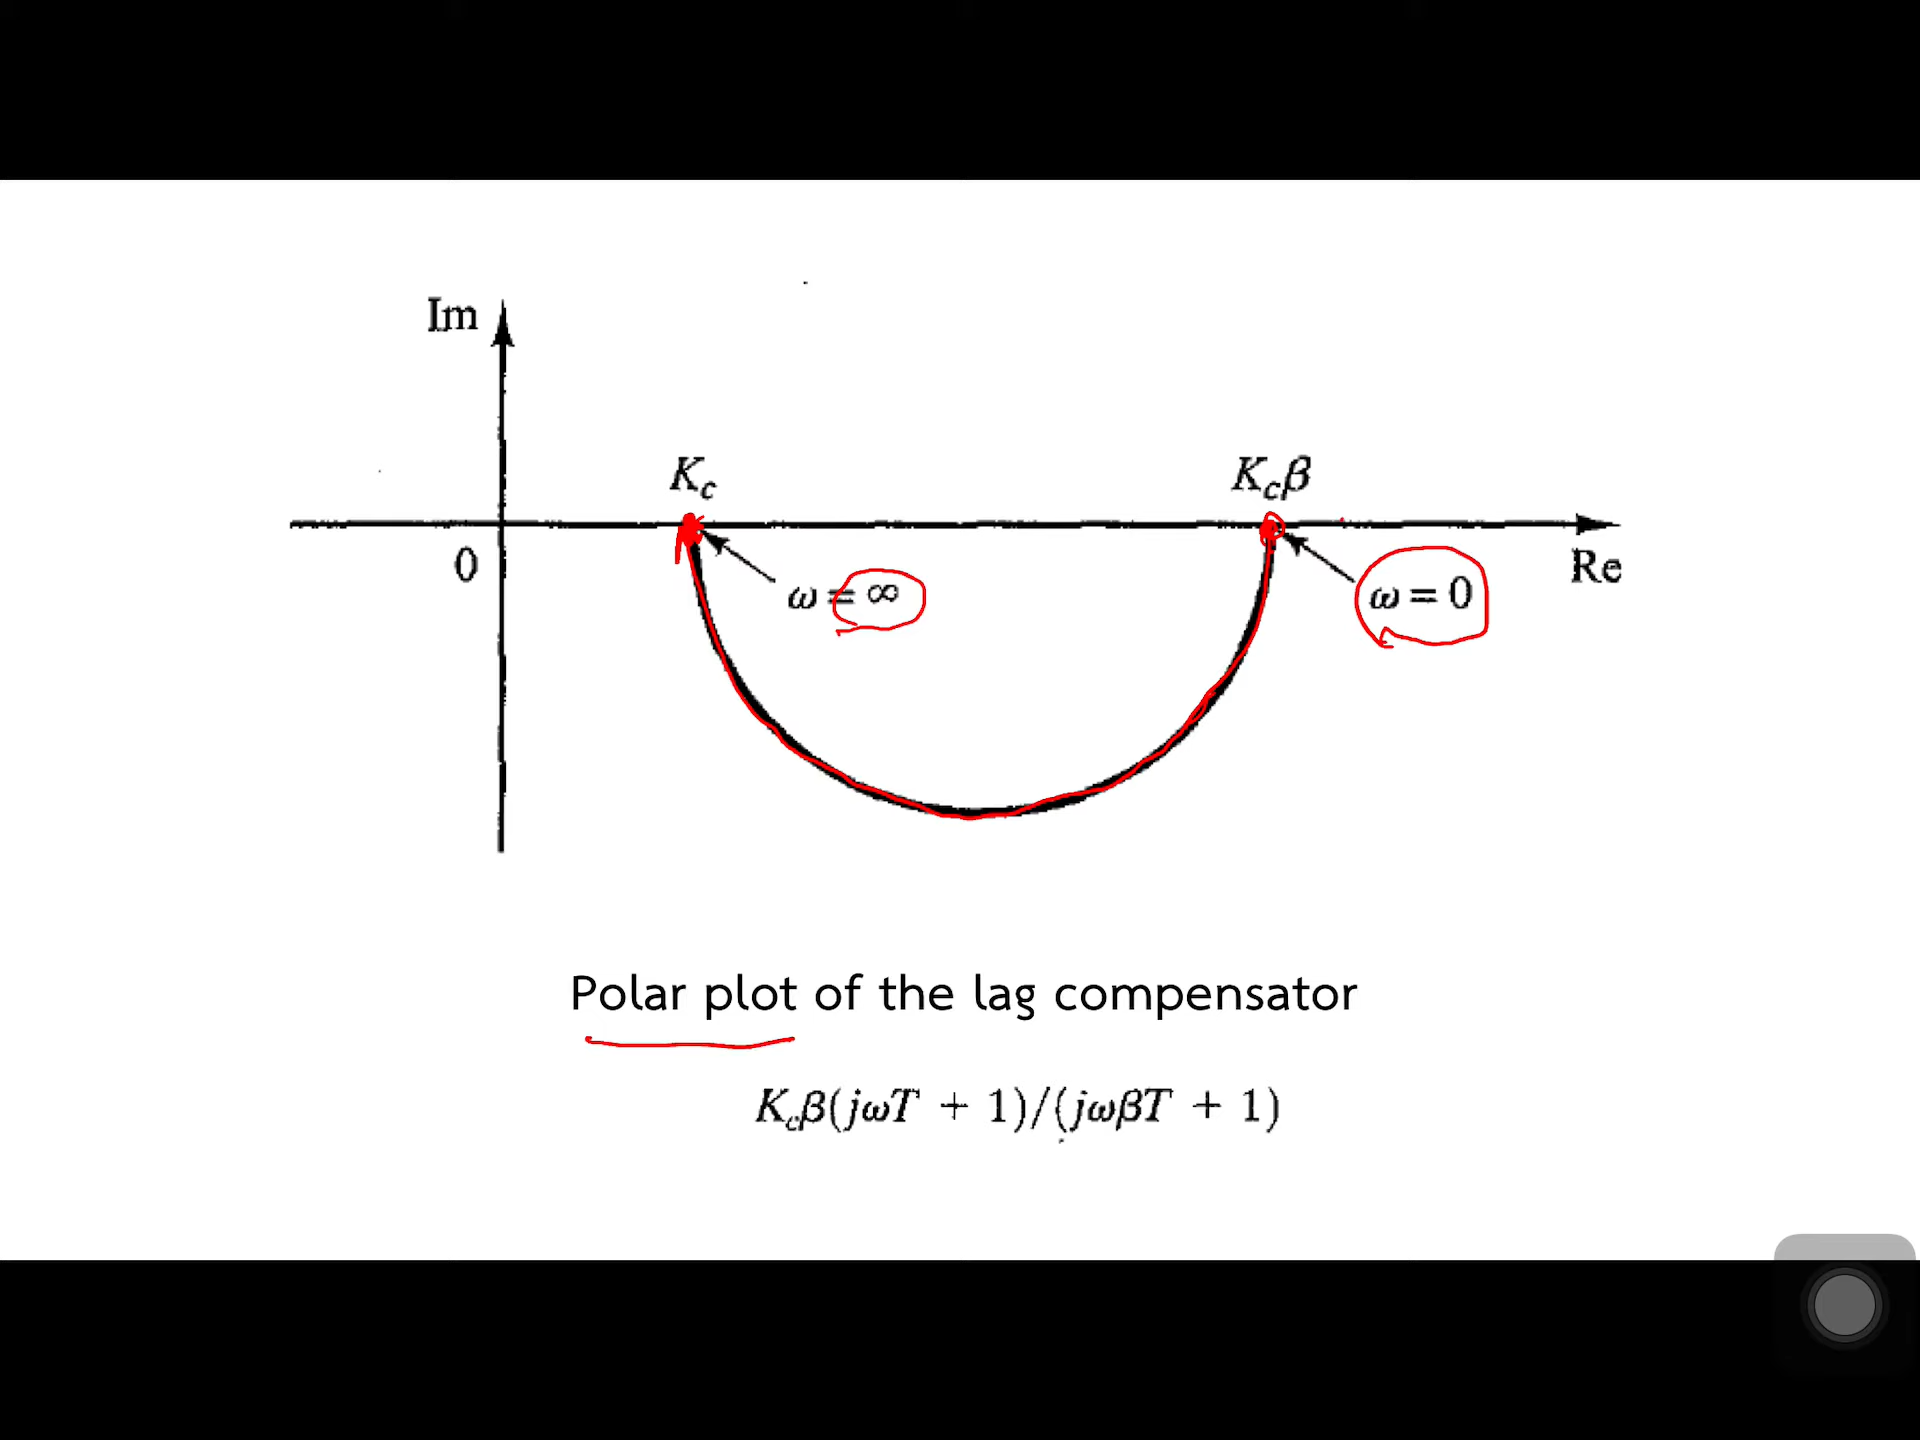 Im
K_c
K_cβ
0
ω = ∞
ω = 0
Re
Polar plot of the lag compensator
K_cβ(jωT + 1)/(jωβT + 1)